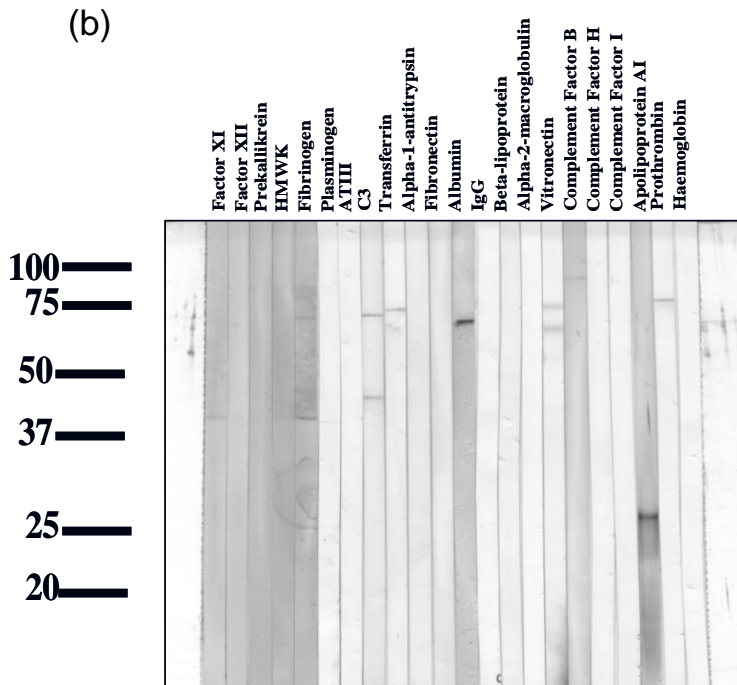 (b)
Factor XI
Factor XII
Prekallikrein
HMWK
Fibrinogen
Plasminogen
ATIII
C3
Transferrin
Alpha-1-antitrypsin
Fibronectin
Albumin
IgG
Beta-lipoprotein
Alpha-2-macroglobulin
Vitronectin
Complement Factor B
Complement Factor H
Complement Factor I
Apolipoprotein AI
Prothrombin
Haemoglobin
100
75
50
37
25
20